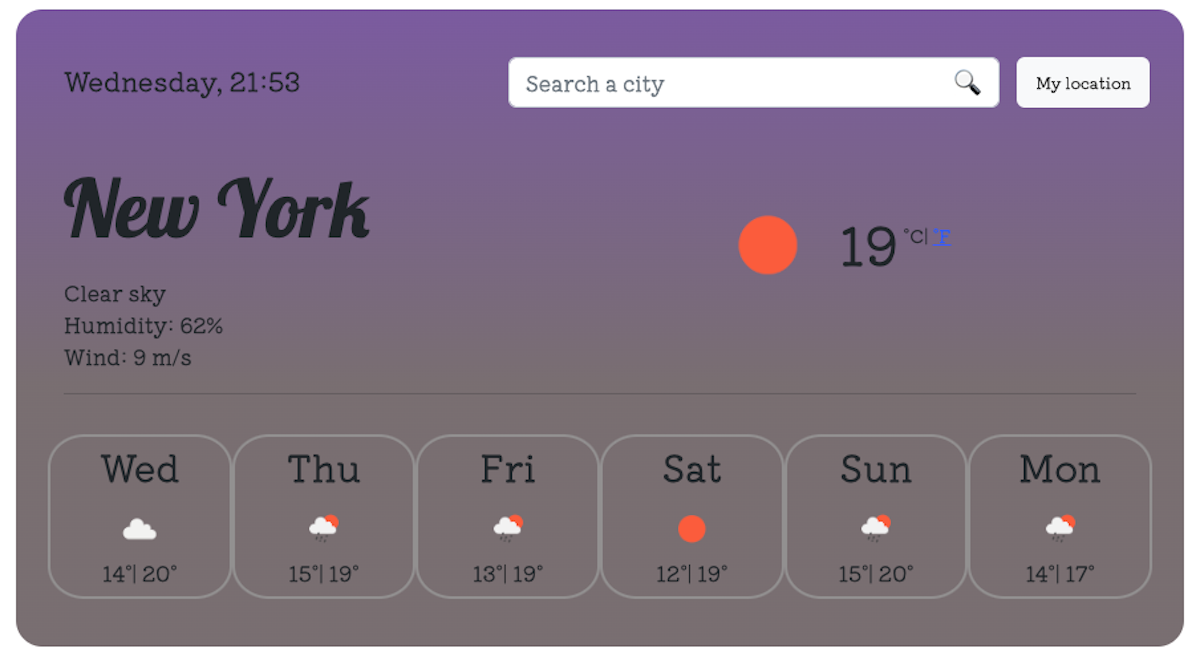 Wednesday, 21:53
Search a city
My location
New York
19 °C| °F
Clear sky
Humidity: 62%
Wind: 9 m/s
Wed Thu Fri Sat Sun Mon
14°| 20° 15°| 19° 13°| 19° 12°| 19° 15°| 20° 14°| 17°